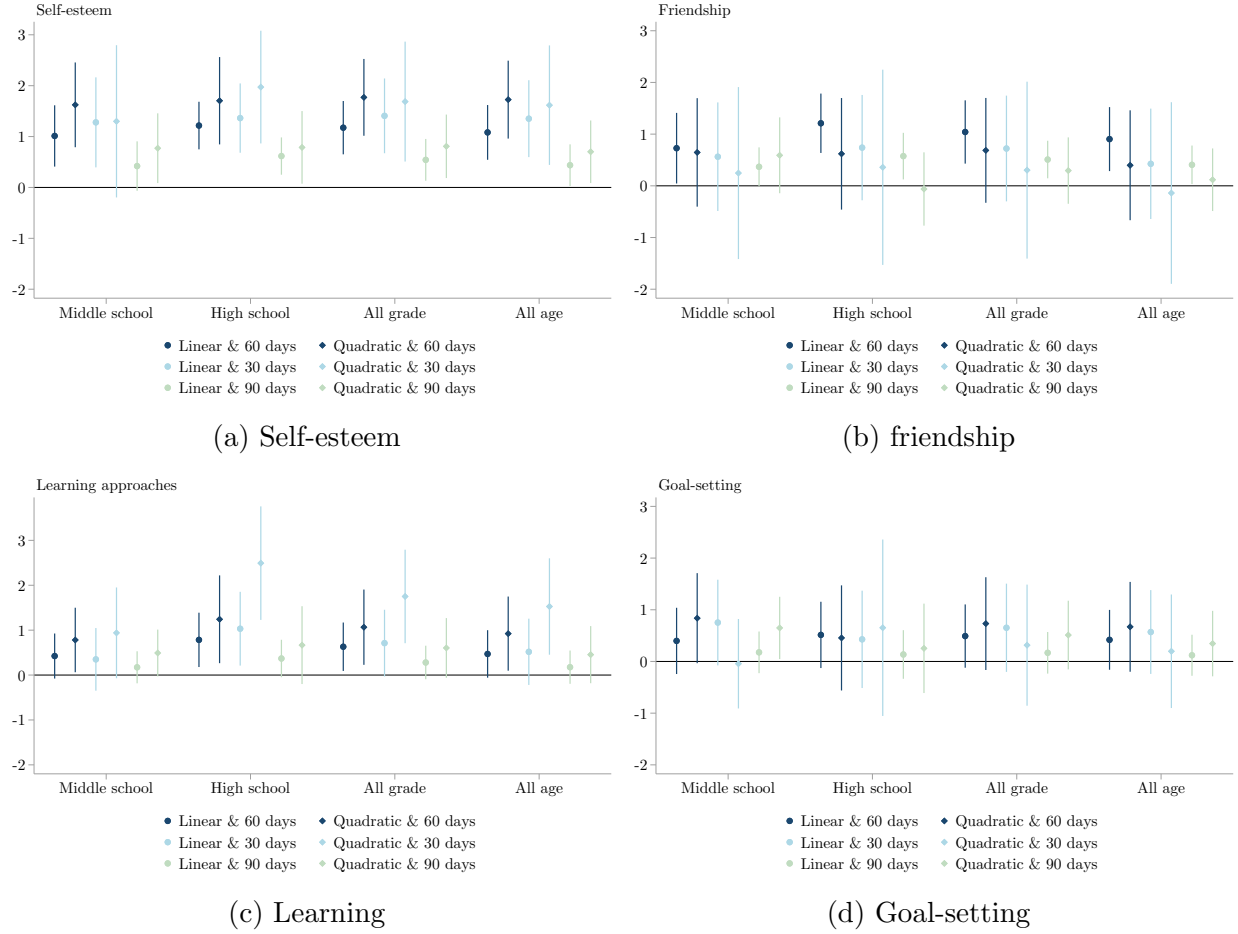 Self-esteem
3
2
1
0
-1
-2
Middle school High school All grade All age
Linear & 60 days Quadratic & 60 days
Linear & 30 days Quadratic & 30 days
Linear & 90 days Quadratic & 90 days
(a) Self-esteem
Friendship
3
2
1
0
-1
-2
Middle school High school All grade All age
Linear & 60 days Quadratic & 60 days
Linear & 30 days Quadratic & 30 days
Linear & 90 days Quadratic & 90 days
(b) friendship
Learning approaches
3
2
1
0
-1
-2
Middle school High school All grade All age
Linear & 60 days Quadratic & 60 days
Linear & 30 days Quadratic & 30 days
Linear & 90 days Quadratic & 90 days
(c) Learning
Goal-setting
3
2
1
0
-1
-2
Middle school High school All grade All age
Linear & 60 days Quadratic & 60 days
Linear & 30 days Quadratic & 30 days
Linear & 90 days Quadratic & 90 days
(d) Goal-setting